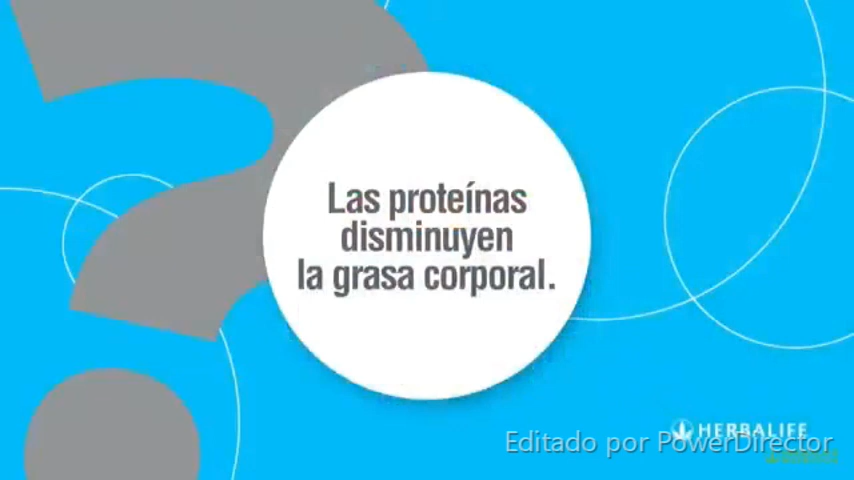 Las proteínas
disminuyen
la grasa corporal.
HERBALIFE
Editado por PowerDirector